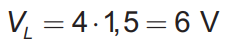 V_L = 4 · 1,5 = 6 V